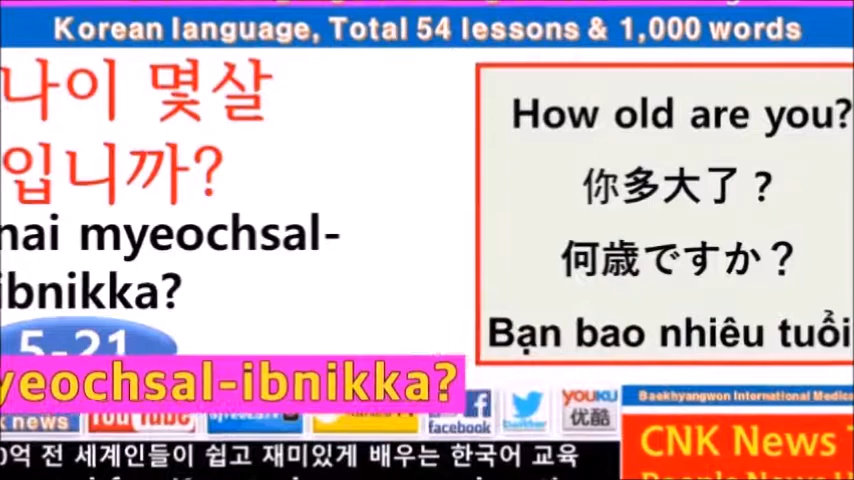 Korean language, Total 54 lessons & 1,000 words
나이 몇살
입니까?
nai myeochsal-
ibnikka?
How old are you?
你多大了？
何歳ですか？
Bạn bao nhiêu tuổi
5-21
yeochsal-ibnikka?
news
YouTube
facebook
twitter
YOUKU
优酷
Baekhyangwon International Medica
CNK News
0억 전 세계인들이 쉽고 재미있게 배우는 한국어 교육